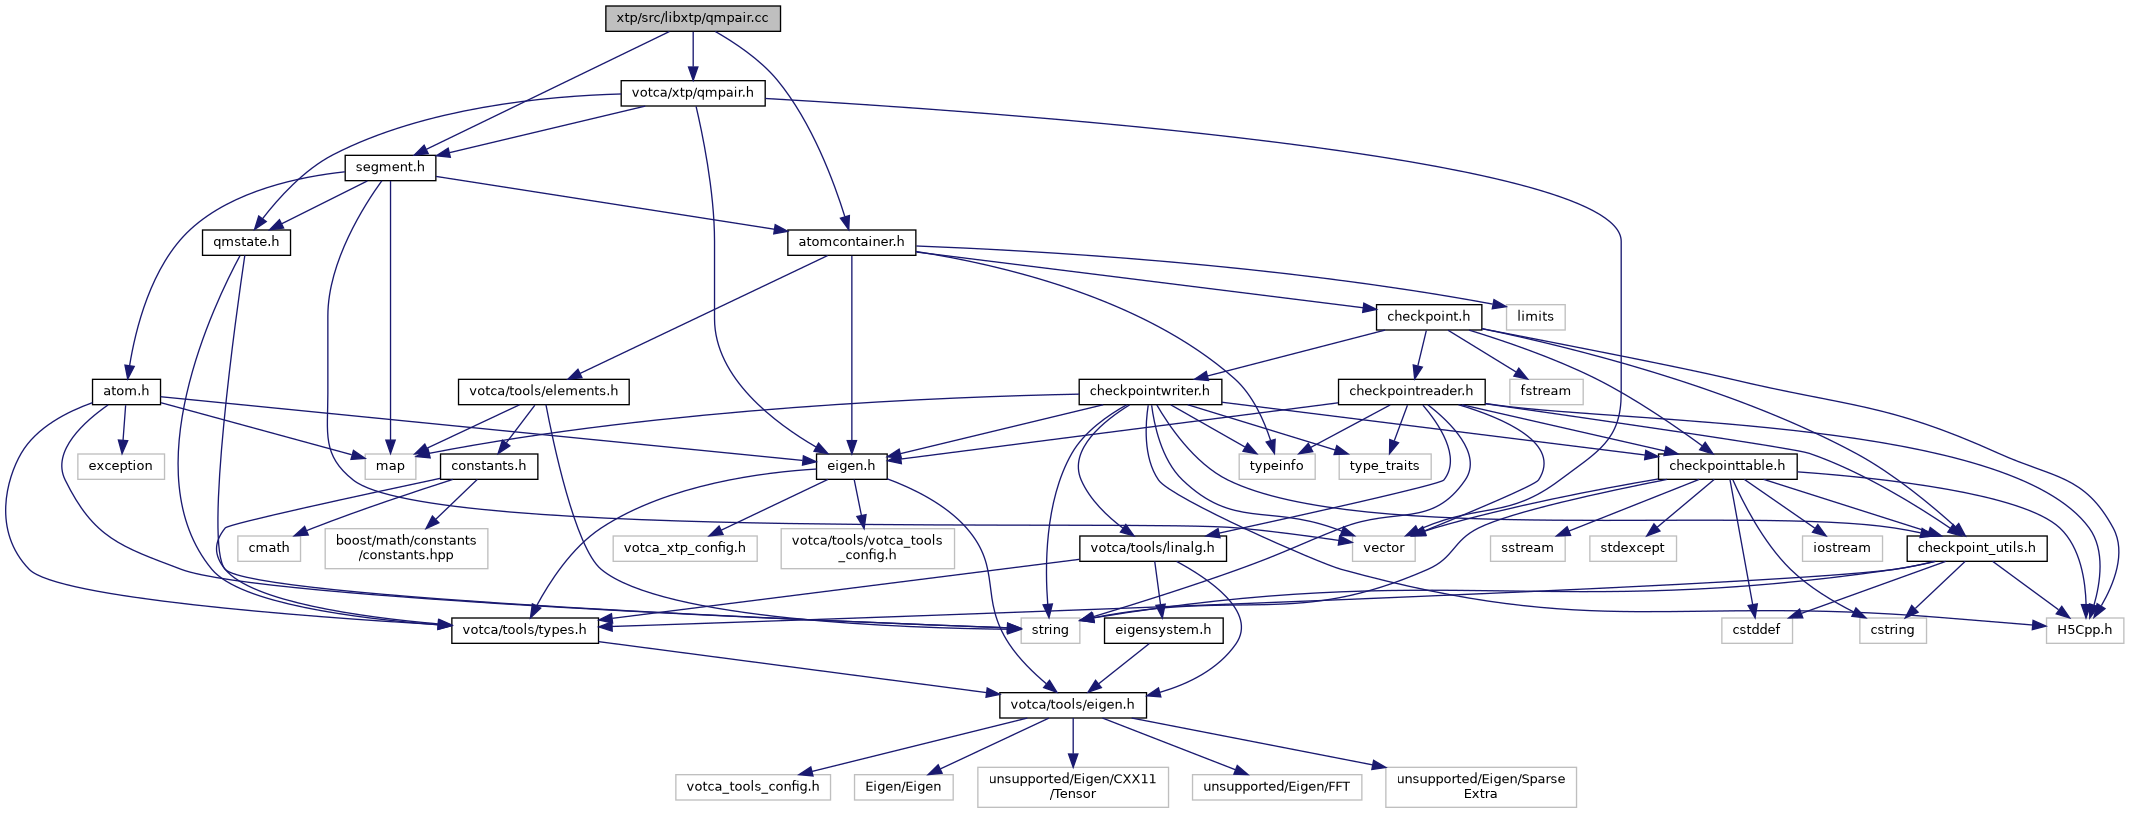 xtp/src/libxtp/qmpair.cc
votca/xtp/qmpair.h
segment.h
qmstate.h
atomcontainer.h
checkpoint.h
limits
atom.h
votca/tools/elements.h
checkpointwriter.h
checkpointreader.h
fstream
exception
map
constants.h
eigen.h
typeinfo
type_traits
checkpointtable.h
cmath
boost/math/constants
/constants.hpp
votca_xtp_config.h
votca/tools/votca_tools
_config.h
votca/tools/linalg.h
vector
sstream
stdexcept
iostream
checkpoint_utils.h
votca/tools/types.h
string
eigensystem.h
cstddef
cstring
H5Cpp.h
votca/tools/eigen.h
votca_tools_config.h
Eigen/Eigen
unsupported/Eigen/CXX11
/Tensor
unsupported/Eigen/FFT
unsupported/Eigen/Sparse
Extra